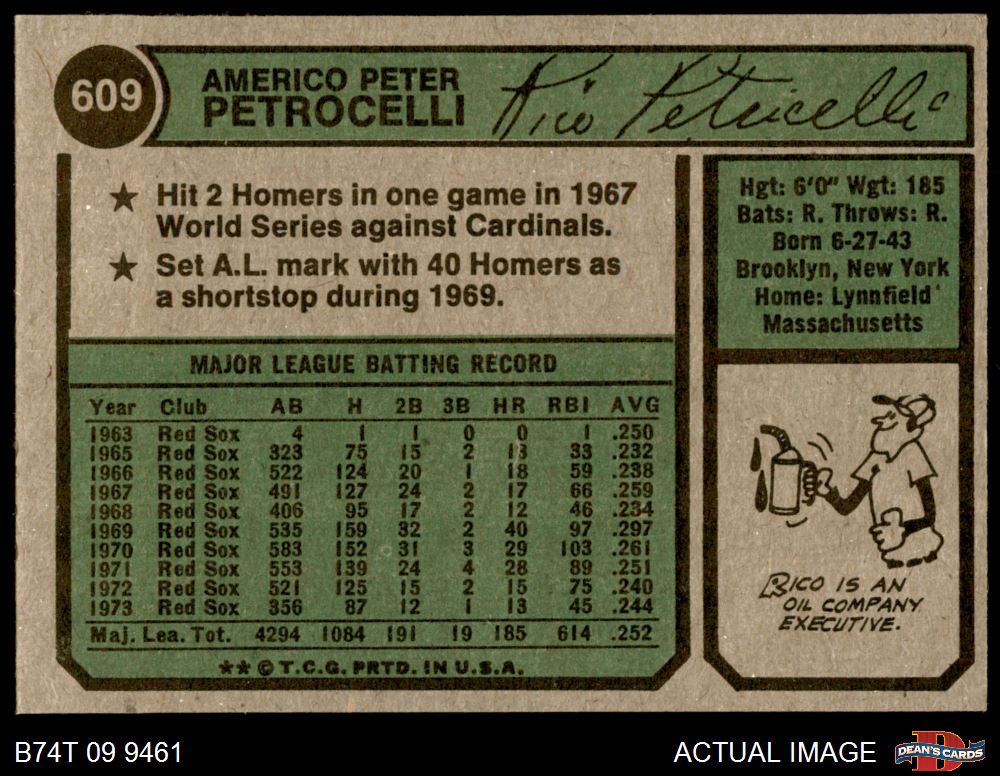 609
AMERICO PETER
PETROCELLI
Rico Petrocelli
★ Hit 2 Homers in one game in 1967
World Series against Cardinals.
★ Set A.L. mark with 40 Homers as
a shortstop during 1969.
Hgt: 6'0" Wgt: 185
Bats: R. Throws: R.
Born 6-27-43
Brooklyn, New York
Home: Lynnfield
Massachusetts
MAJOR LEAGUE BATTING RECORD
Year Club AB H 2B 3B HR RBI AVG
1963 Red Sox 4 1 1 0 0 1 .250
1965 Red Sox 323 75 15 2 13 33 .232
1966 Red Sox 522 124 20 1 18 59 .238
1967 Red Sox 491 127 24 2 17 66 .259
1968 Red Sox 406 95 17 2 12 46 .234
1969 Red Sox 535 159 32 2 40 97 .297
1970 Red Sox 583 152 31 3 29 103 .261
1971 Red Sox 553 139 24 4 28 89 .251
1972 Red Sox 521 125 15 2 15 75 .240
1973 Red Sox 356 87 12 1 13 45 .244
Maj. Lea. Tot. 4294 1084 191 19 185 614 .252
★★ © T.C.G. PRTD. IN U.S.A.
RICO IS AN
OIL COMPANY
EXECUTIVE.
B74T 09 9461
ACTUAL IMAGE
DEAN'S CARDS